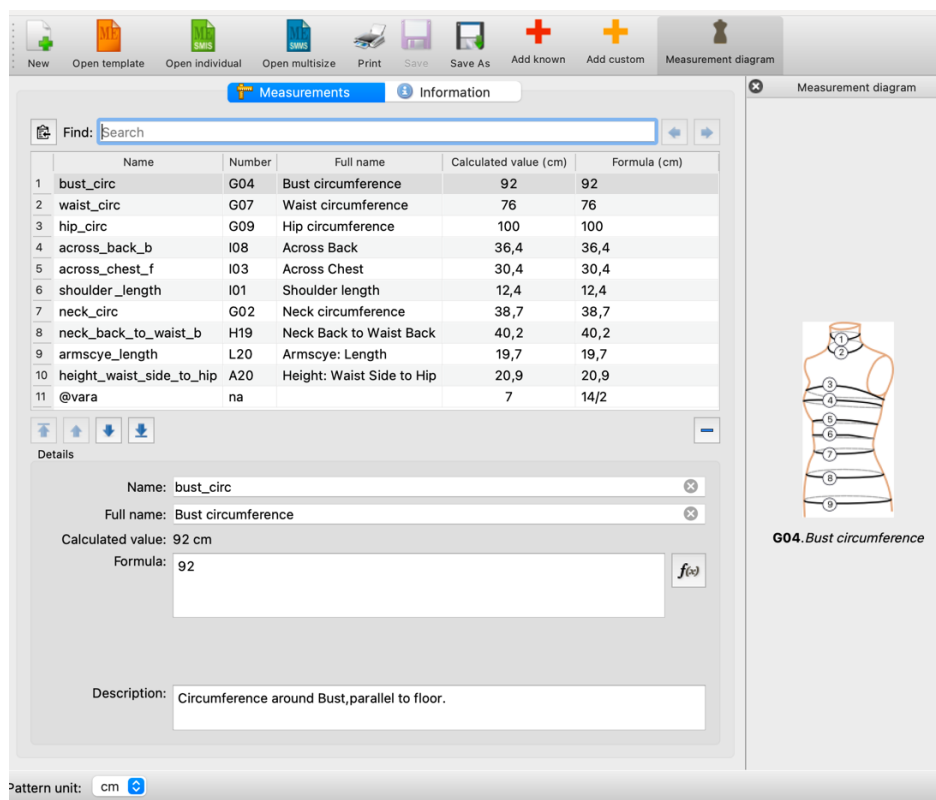 ME
ME SMIS
ME SMMS
New Open template Open individual Open multisize Print Save Save As Add known Add custom Measurement diagram
Measurements Information
Measurement diagram
Find: Search
Name Number Full name Calculated value (cm) Formula (cm)
1 bust_circ G04 Bust circumference 92 92
2 waist_circ G07 Waist circumference 76 76
3 hip_circ G09 Hip circumference 100 100
4 across_back_b I08 Across Back 36,4 36,4
5 across_chest_f I03 Across Chest 30,4 30,4
6 shoulder_length I01 Shoulder length 12,4 12,4
7 neck_circ G02 Neck circumference 38,7 38,7
8 neck_back_to_waist_b H19 Neck Back to Waist Back 40,2 40,2
9 armscye_length L20 Armscye: Length 19,7 19,7
10 height_waist_side_to_hip A20 Height: Waist Side to Hip 20,9 20,9
11 @vara na 7 14/2
1
2
3
4
5
6
7
8
9
G04.Bust circumference
Details
Name: bust_circ
Full name: Bust circumference
Calculated value: 92 cm
Formula: 92
f(x)
Description: Circumference around Bust,parallel to floor.
Pattern unit: cm